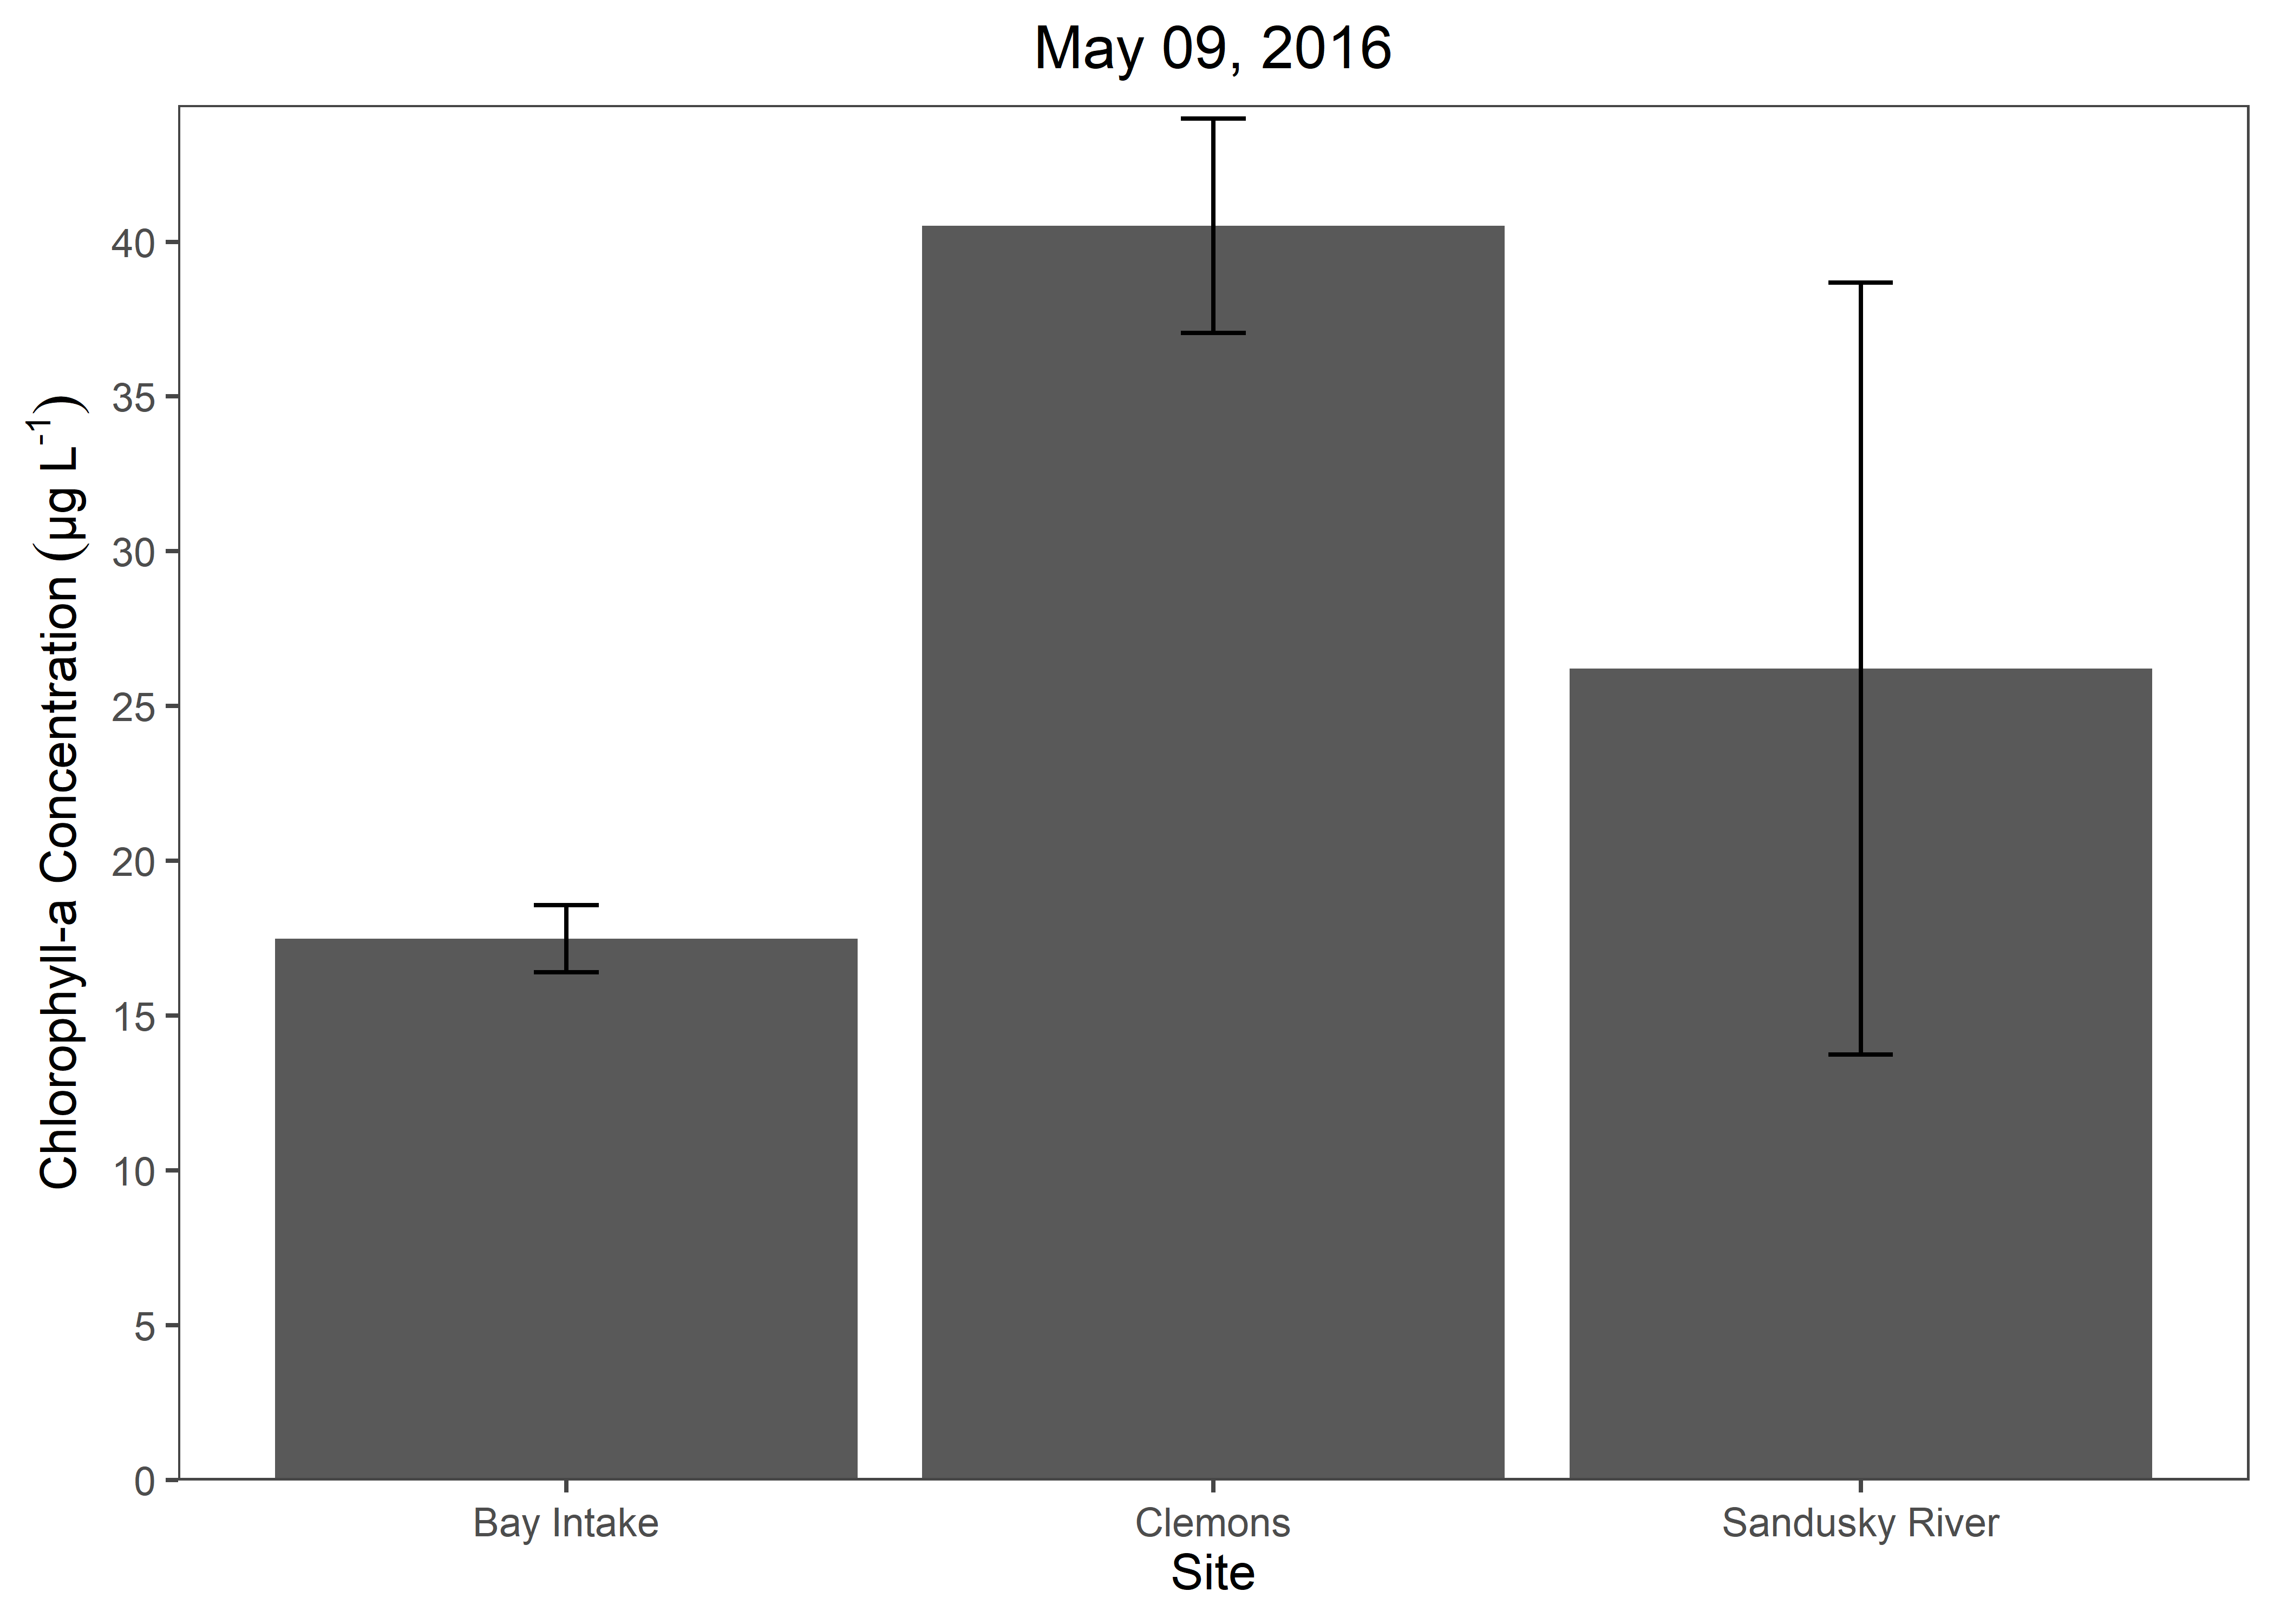 May 09, 2016
Chlorophyll-a Concentration (µg L⁻¹)
40
35
30
25
20
15
10
5
0
Bay Intake Clemons Sandusky River
Site